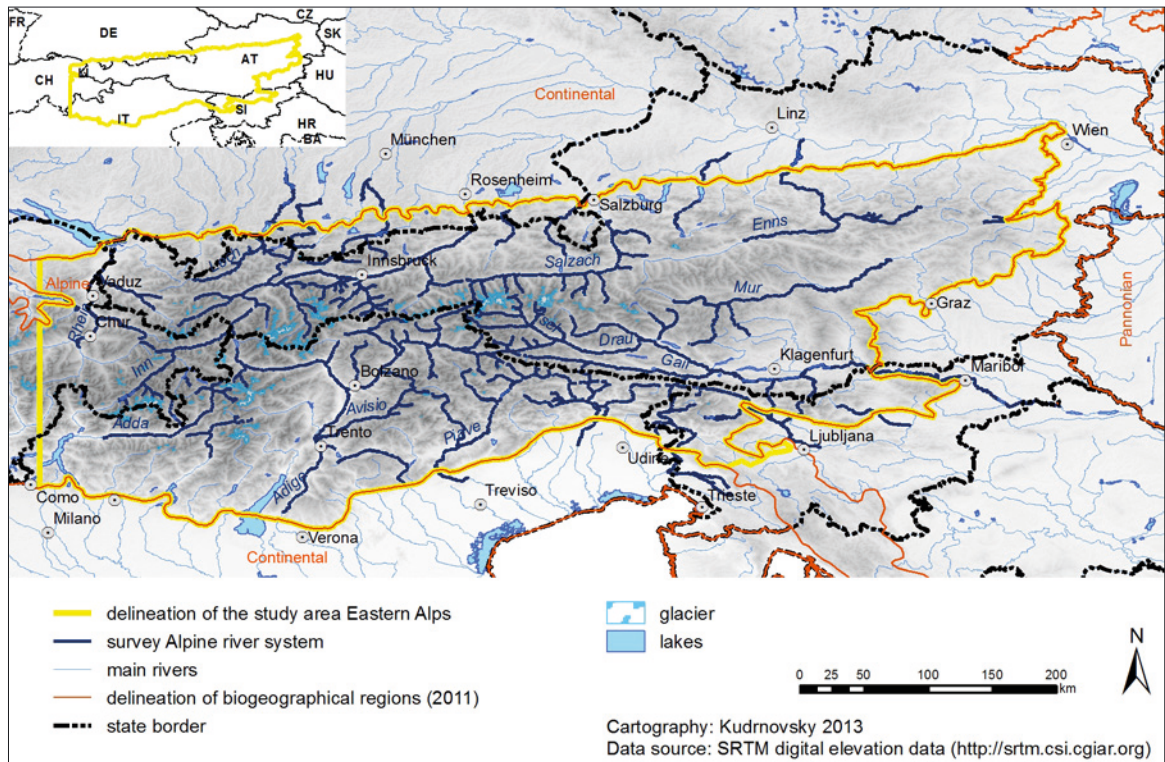 FR
DE
CZ
SK
AT
CH
HU
IT
SI
HR
BA
Continental
Linz
Wien
München
Rosenheim
Salzburg
Enns
Innsbruck
Salzach
Alpine
Vaduz
Mur
Pannonian
Rhein
Chur
Graz
Isel
Drau
Gail
Klagenfurt
Inn
Bolzano
Maribor
Avisio
Adda
Trento
Piave
Ljubljana
Udine
Adige
Como
Treviso
Trieste
Milano
Verona
Continental
delineation of the study area Eastern Alps
survey Alpine river system
main rivers
delineation of biogeographical regions (2011)
state border
glacier
lakes
N
0 25 50 100 150 200
km
Cartography: Kudrnovsky 2013
Data source: SRTM digital elevation data (http://srtm.csi.cgiar.org)